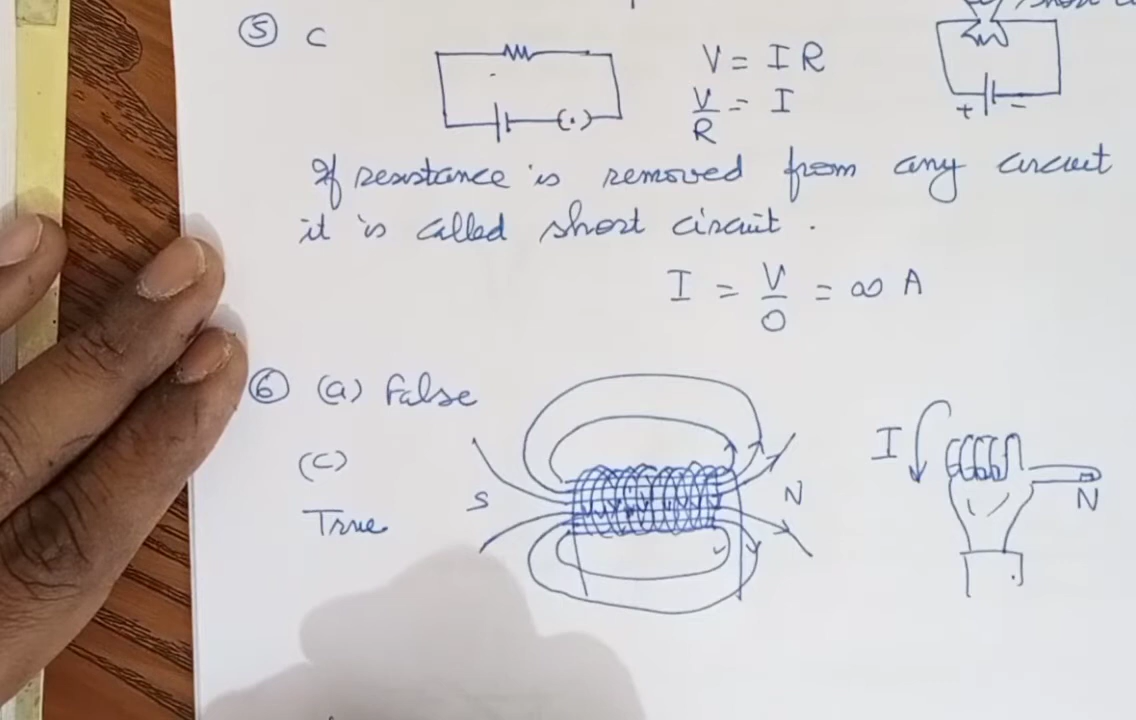 ⑤ C
V = I R
V/R = I
+ -
If resistance is removed from any circuit
it is called short circuit .
I = V/0 = ∞ A
⑥ (a) False
(C)
True
S N
I
N